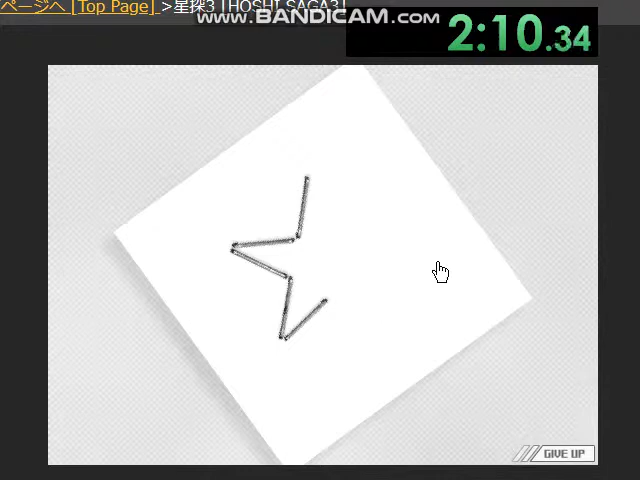 ページへ [Top Page] >星探3 [HOSHI SAGA3]
www.BANDICAM.com
2:10.34
GIVE UP